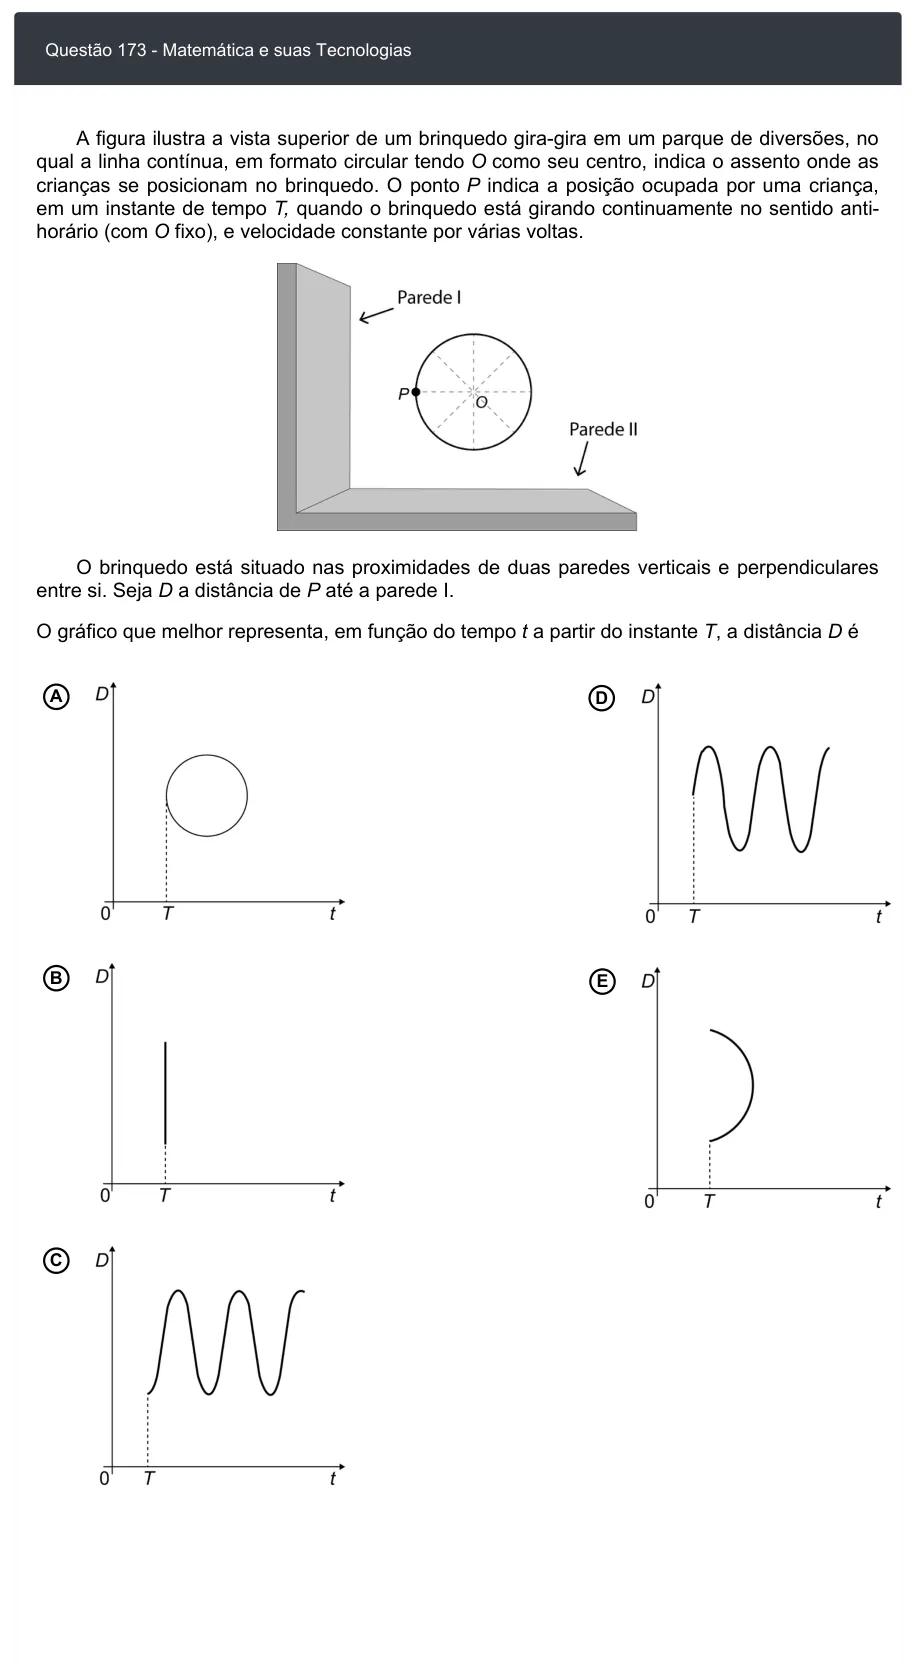 Questão 173 - Matemática e suas Tecnologias
A figura ilustra a vista superior de um brinquedo gira-gira em um parque de diversões, no
qual a linha contínua, em formato circular tendo O como seu centro, indica o assento onde as
crianças se posicionam no brinquedo. O ponto P indica a posição ocupada por uma criança,
em um instante de tempo T, quando o brinquedo está girando continuamente no sentido anti-
horário (com O fixo), e velocidade constante por várias voltas.
Parede I
P
O
Parede II
O brinquedo está situado nas proximidades de duas paredes verticais e perpendiculares
entre si. Seja D a distância de P até a parede I.
O gráfico que melhor representa, em função do tempo t a partir do instante T, a distância D é
A
D
0
T
t
B
D
0
T
t
C
D
0
T
t
D
D
0
T
t
E
D
0
T
t